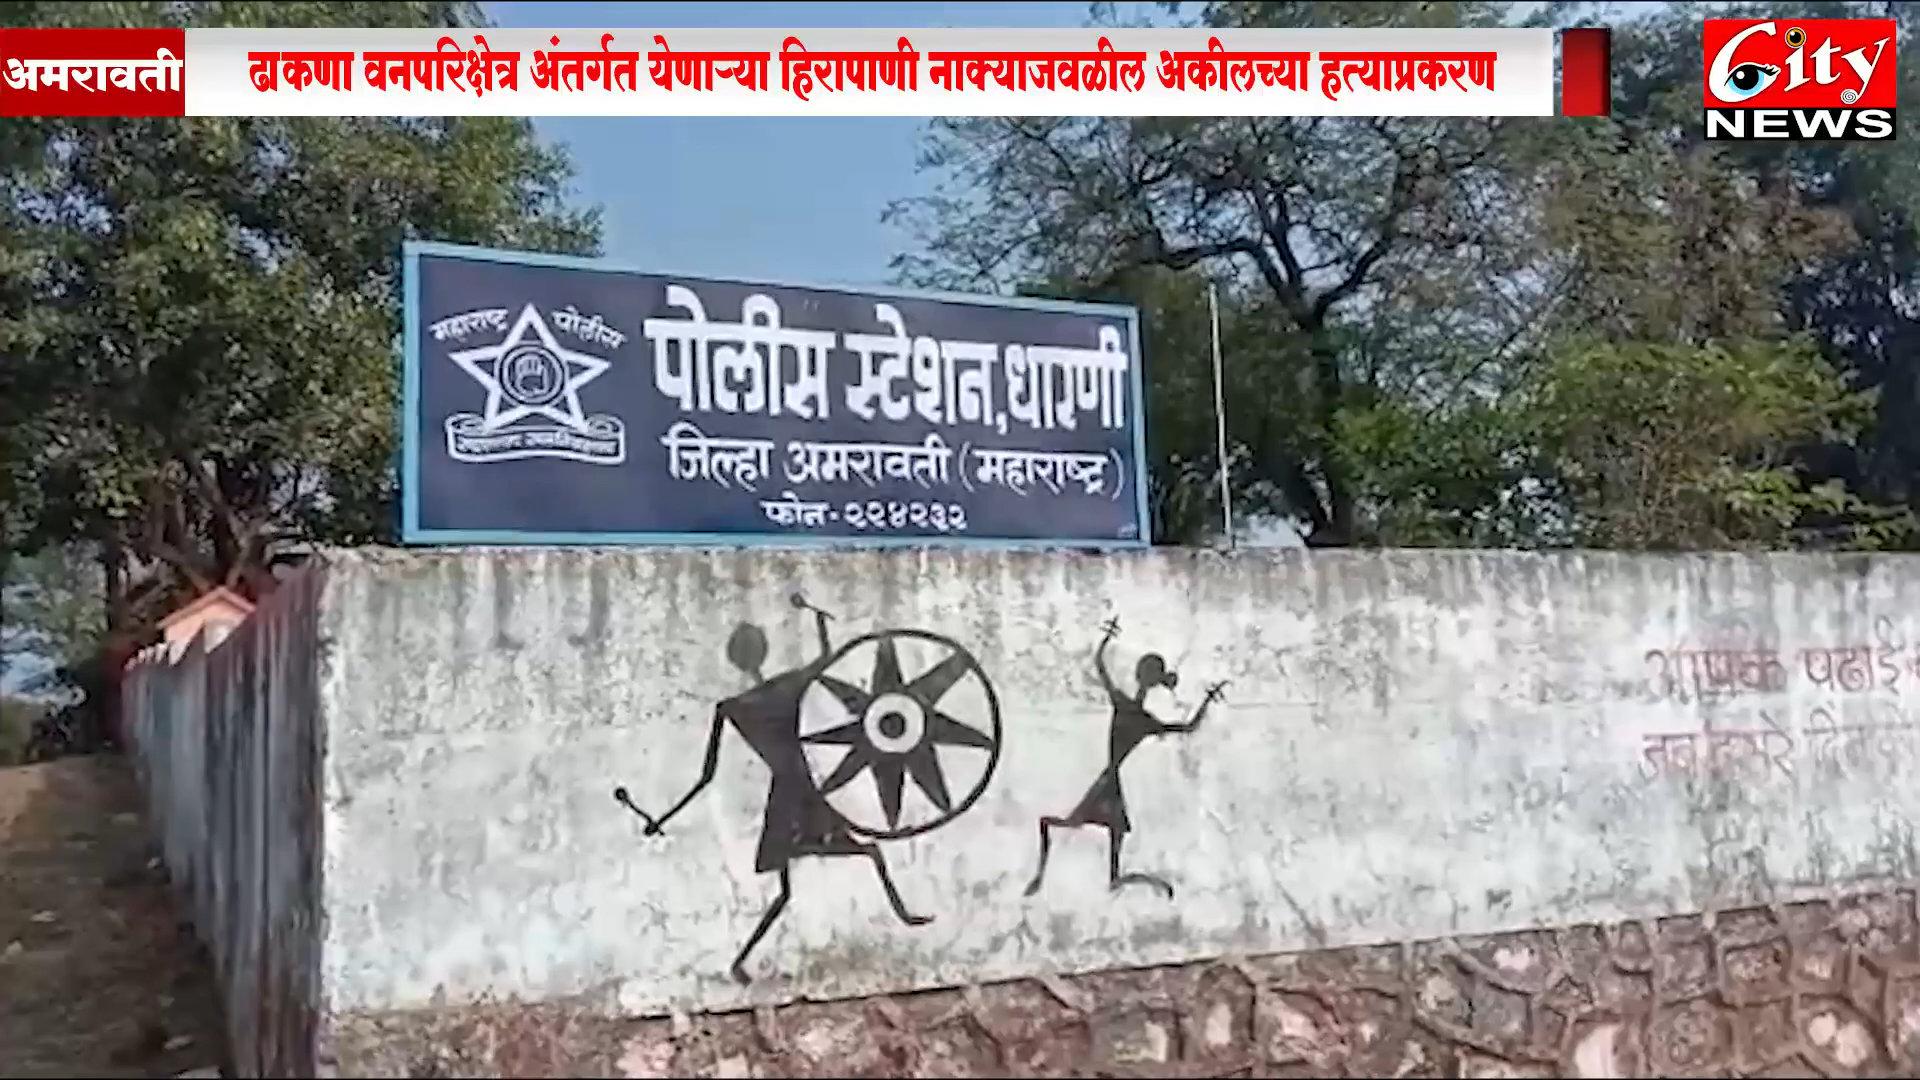 अमरावती
ढाकणा वनपरिक्षेत्र अंतर्गत येणाऱ्या हिरापाणी नाक्याजवळील अकीलच्या हत्याप्रकरण
City
NEWS
महाराष्ट्र पोलीस
पोलीस स्टेशन, धारणी
जिल्हा अमरावती (महाराष्ट्र)
फोन-२२४२३२
पढाई